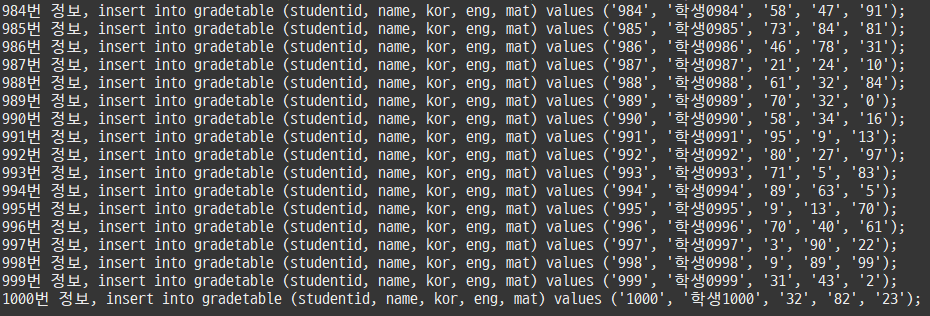 984번 정보, insert into gradetable (studentid, name, kor, eng, mat) values ('984', '학생0984', '58', '47', '91');
985번 정보, insert into gradetable (studentid, name, kor, eng, mat) values ('985', '학생0985', '73', '84', '81');
986번 정보, insert into gradetable (studentid, name, kor, eng, mat) values ('986', '학생0986', '46', '78', '31');
987번 정보, insert into gradetable (studentid, name, kor, eng, mat) values ('987', '학생0987', '21', '24', '10');
988번 정보, insert into gradetable (studentid, name, kor, eng, mat) values ('988', '학생0988', '61', '32', '84');
989번 정보, insert into gradetable (studentid, name, kor, eng, mat) values ('989', '학생0989', '70', '32', '0');
990번 정보, insert into gradetable (studentid, name, kor, eng, mat) values ('990', '학생0990', '58', '34', '16');
991번 정보, insert into gradetable (studentid, name, kor, eng, mat) values ('991', '학생0991', '95', '9', '13');
992번 정보, insert into gradetable (studentid, name, kor, eng, mat) values ('992', '학생0992', '80', '27', '97');
993번 정보, insert into gradetable (studentid, name, kor, eng, mat) values ('993', '학생0993', '71', '5', '83');
994번 정보, insert into gradetable (studentid, name, kor, eng, mat) values ('994', '학생0994', '89', '63', '5');
995번 정보, insert into gradetable (studentid, name, kor, eng, mat) values ('995', '학생0995', '9', '13', '70');
996번 정보, insert into gradetable (studentid, name, kor, eng, mat) values ('996', '학생0996', '70', '40', '61');
997번 정보, insert into gradetable (studentid, name, kor, eng, mat) values ('997', '학생0997', '3', '90', '22');
998번 정보, insert into gradetable (studentid, name, kor, eng, mat) values ('998', '학생0998', '9', '89', '99');
999번 정보, insert into gradetable (studentid, name, kor, eng, mat) values ('999', '학생0999', '31', '43', '2');
1000번 정보, insert into gradetable (studentid, name, kor, eng, mat) values ('1000', '학생1000', '32', '82', '23');